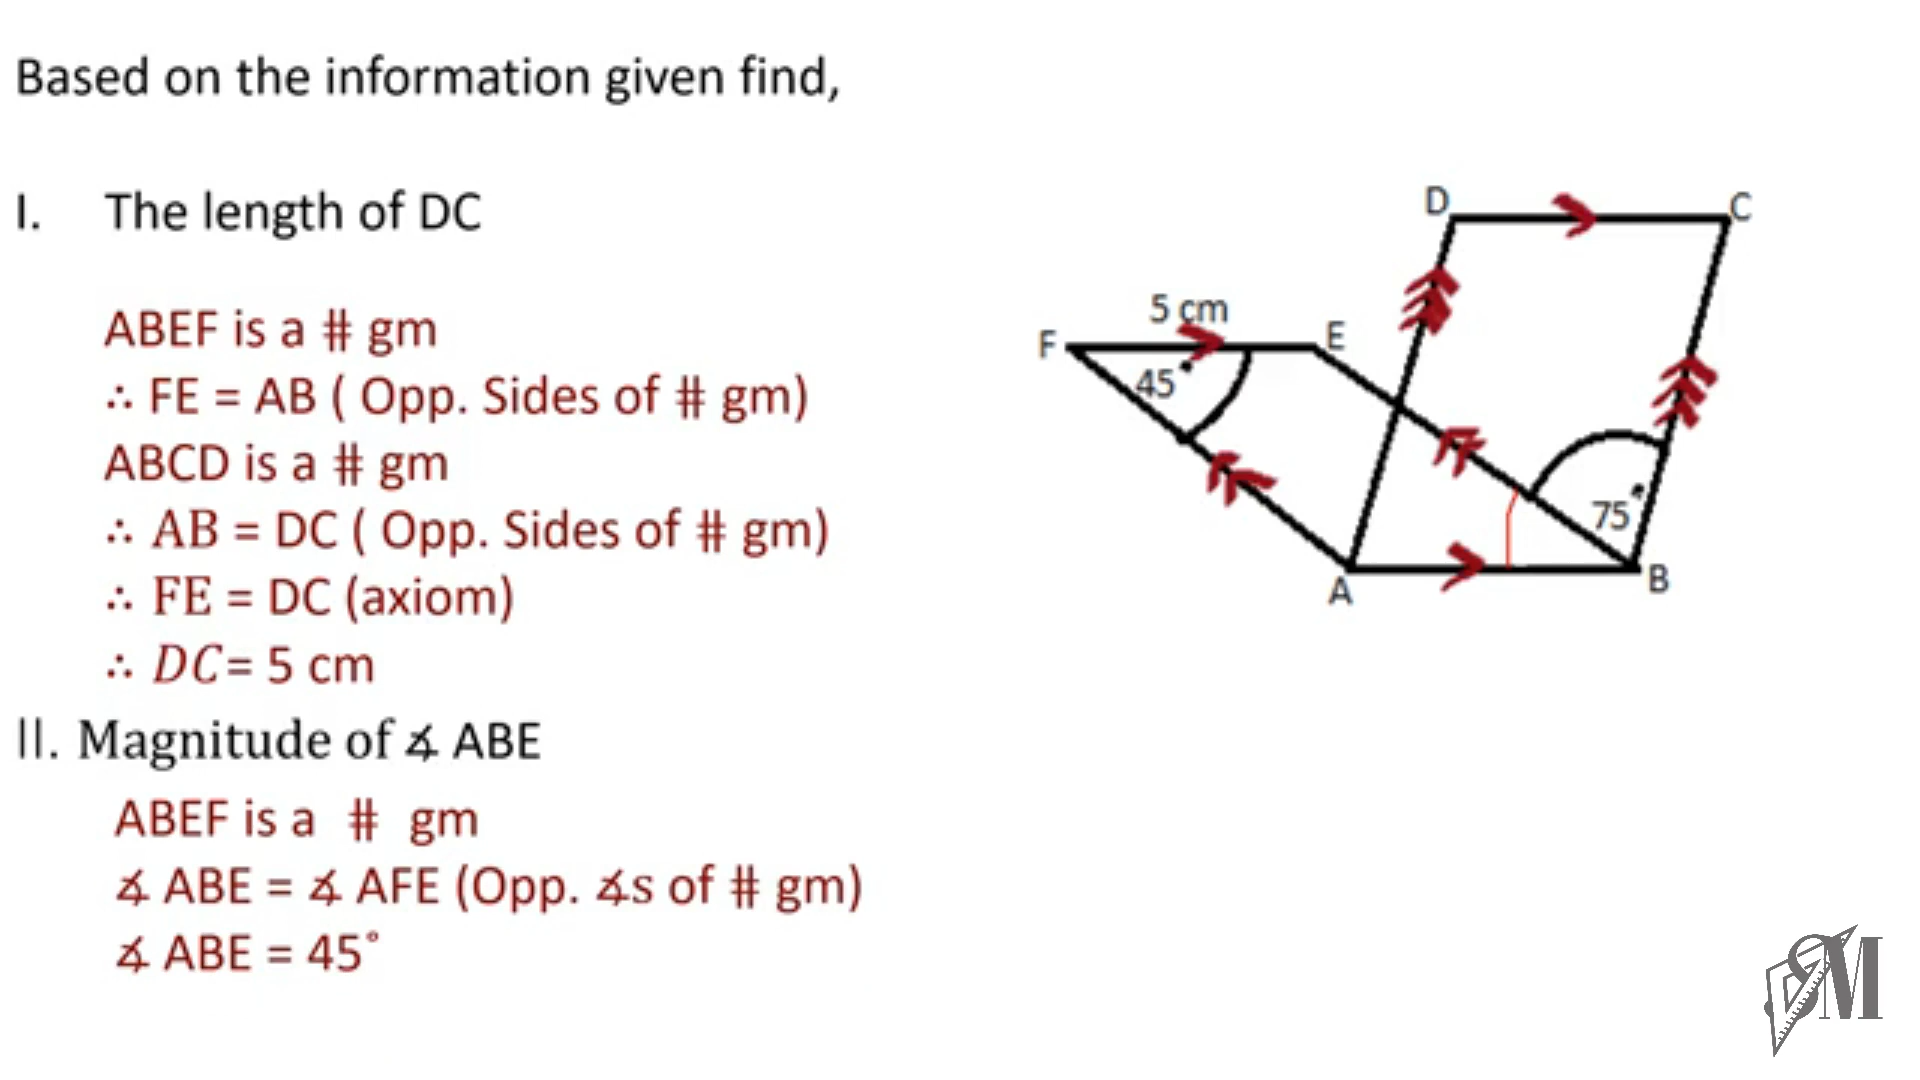 Based on the information given find,
I. The length of DC
ABEF is a # gm
∴ FE = AB ( Opp. Sides of # gm)
ABCD is a # gm
∴ AB = DC ( Opp. Sides of # gm)
∴ FE = DC (axiom)
∴ DC= 5 cm
II. Magnitude of ∡ ABE
ABEF is a # gm
∡ ABE = ∡ AFE (Opp. ∡s of # gm)
∡ ABE = 45°
D
C
5 cm
F
E
45°
75°
A
B
SM